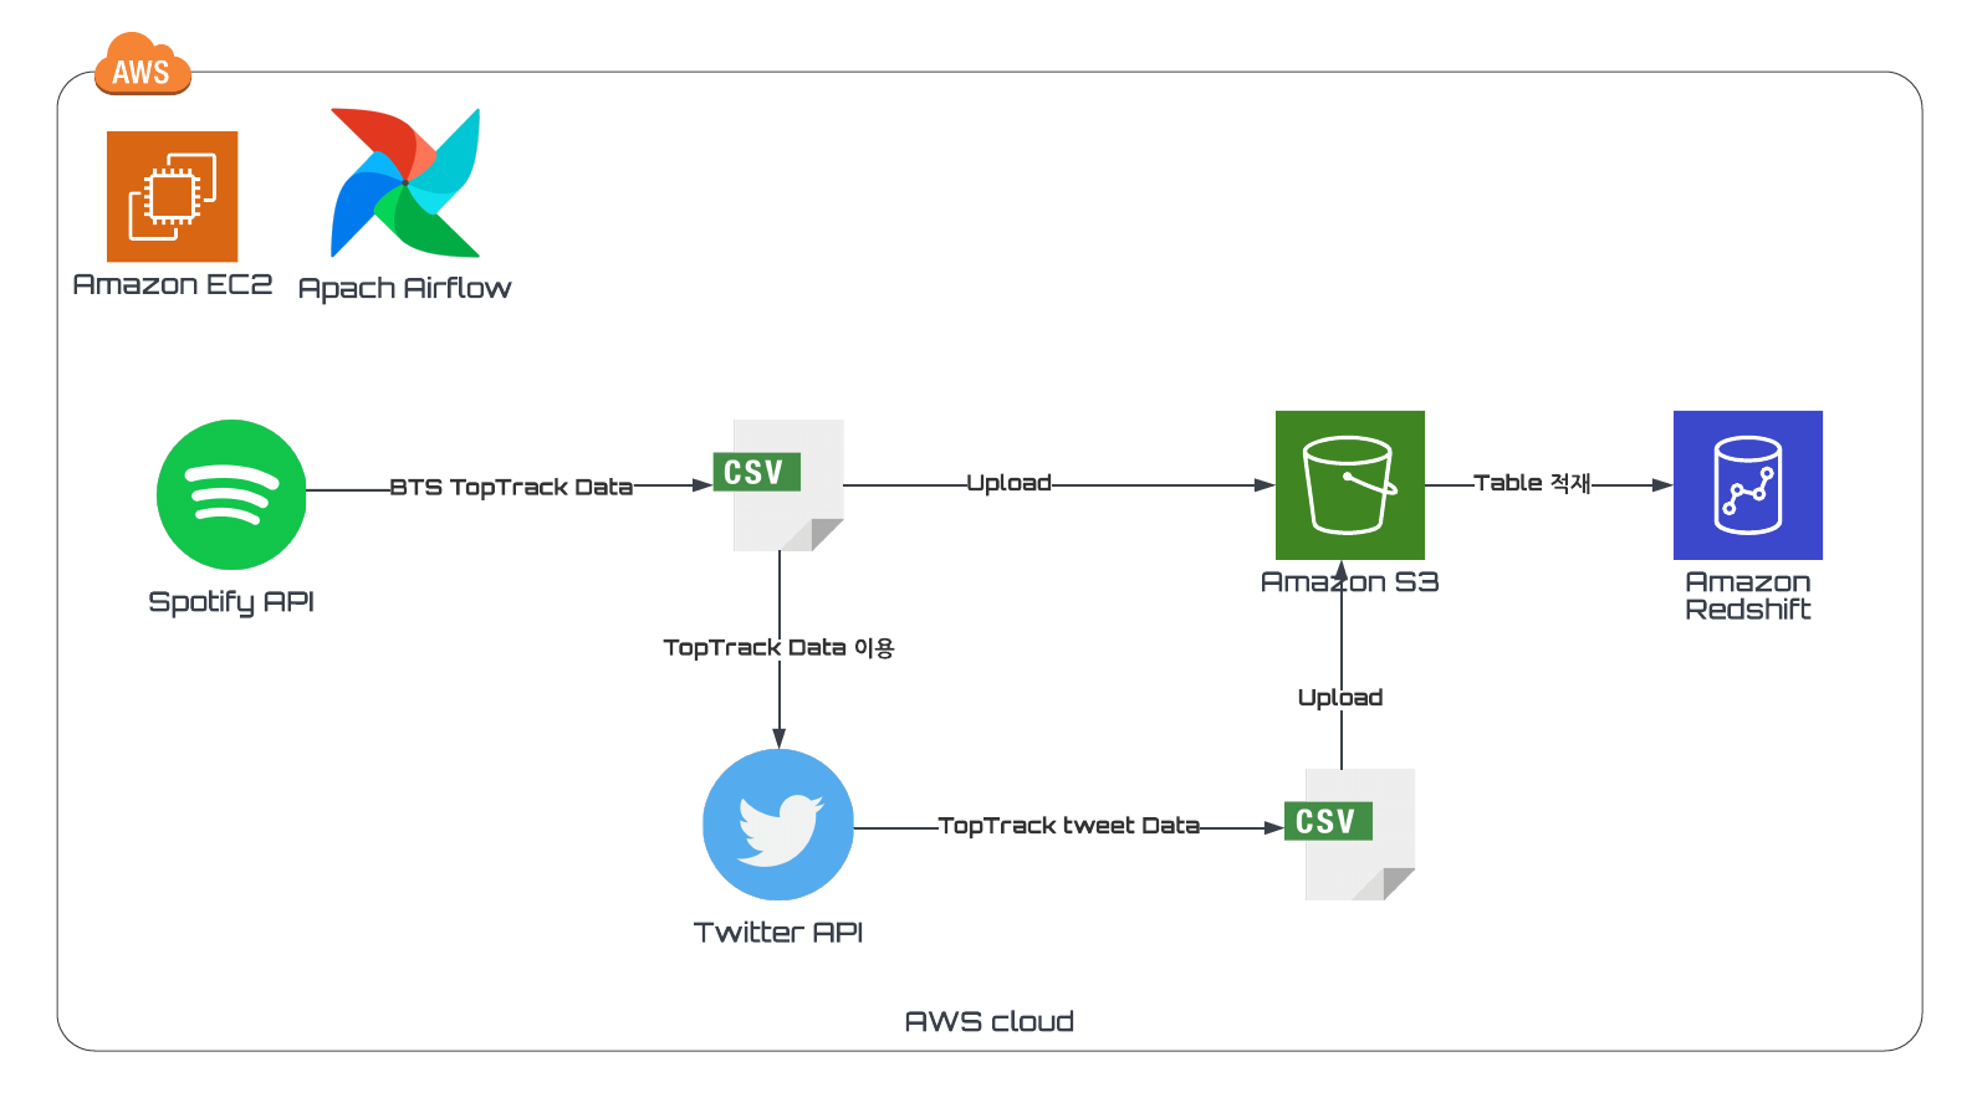 AWS
Amazon EC2
Apach Airflow
BTS TopTrack Data
CSV
Upload
Table 적재
Spotify API
Amazon S3
Amazon
Redshift
TopTrack Data 이용
Upload
TopTrack tweet Data
CSV
Twitter API
AWS cloud